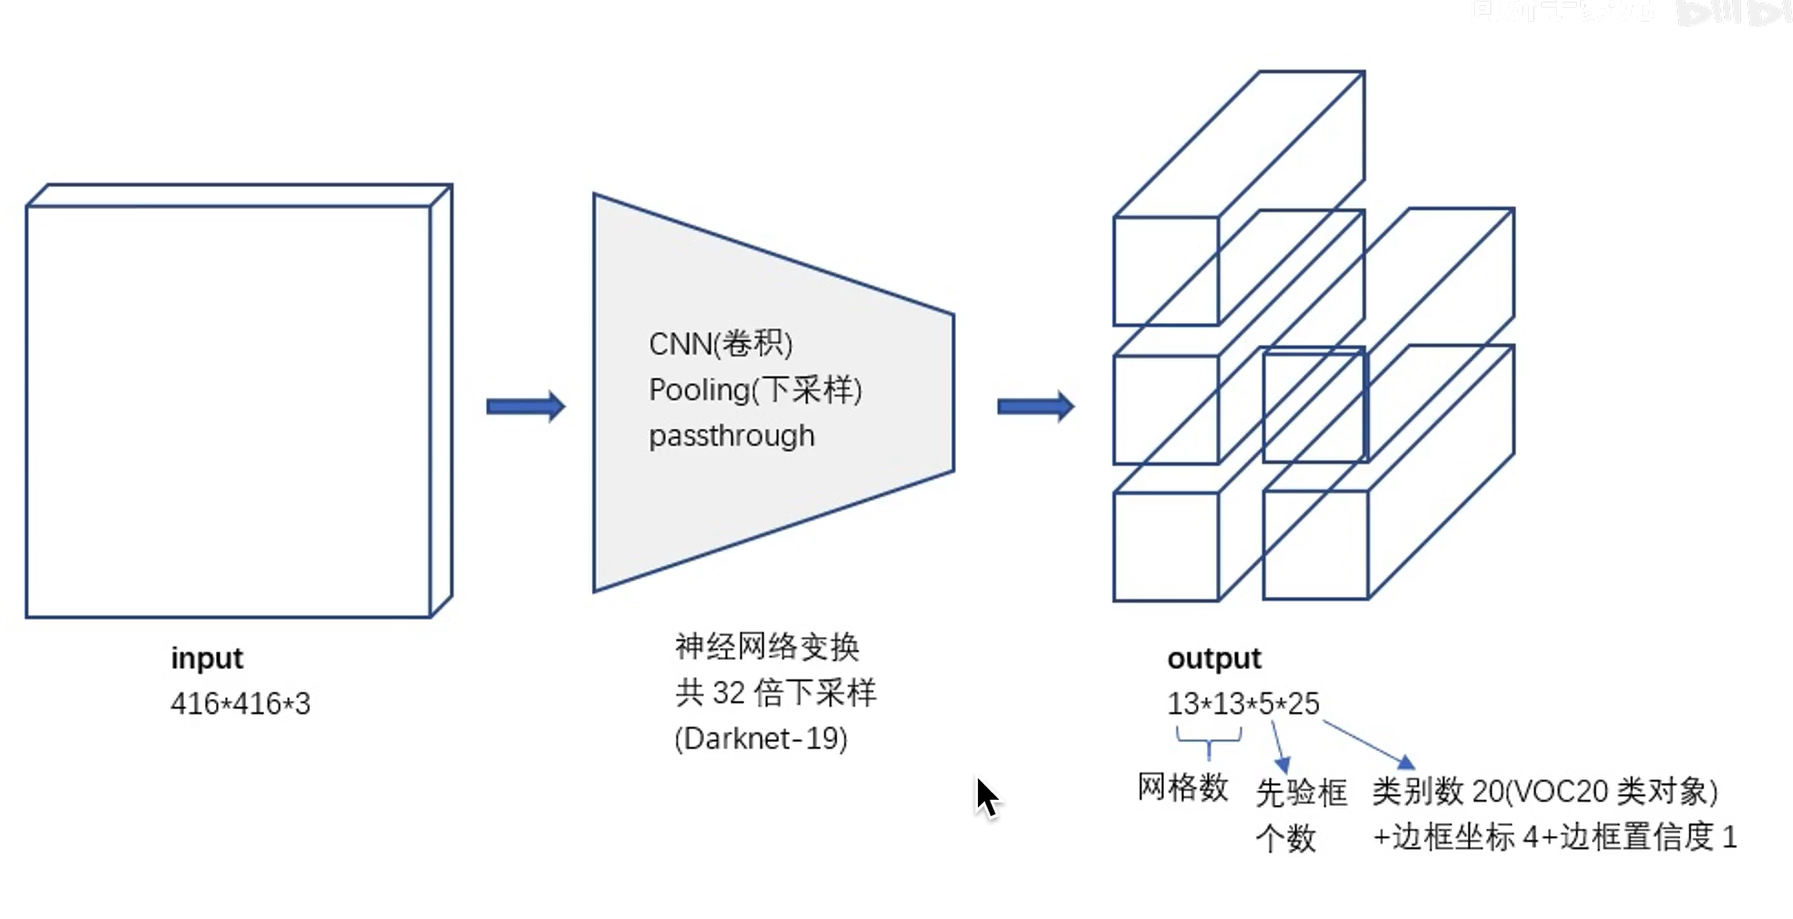 CNN(卷积)
Pooling(下采样)
passthrough
input
416*416*3
神经网络变换
共 32 倍下采样
(Darknet-19)
output
13*13*5*25
网格数
先验框
个数
类别数 20(VOC20 类对象)
+边框坐标 4+边框置信度 1